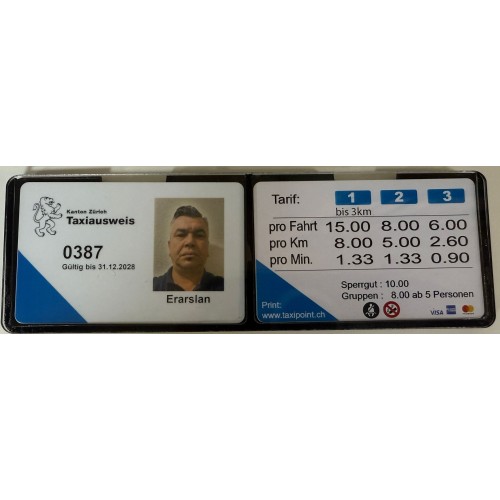 Kanton Zürich
Taxiausweis
0387
Gültig bis 31.12.2028
Erarslan
Tarif: 1 2 3
bis 3km
pro Fahrt 15.00 8.00 6.00
pro Km 8.00 5.00 2.60
pro Min. 1.33 1.33 0.90
Sperrgut : 10.00
Gruppen : 8.00 ab 5 Personen
Print:
www.taxipoint.ch
VISA